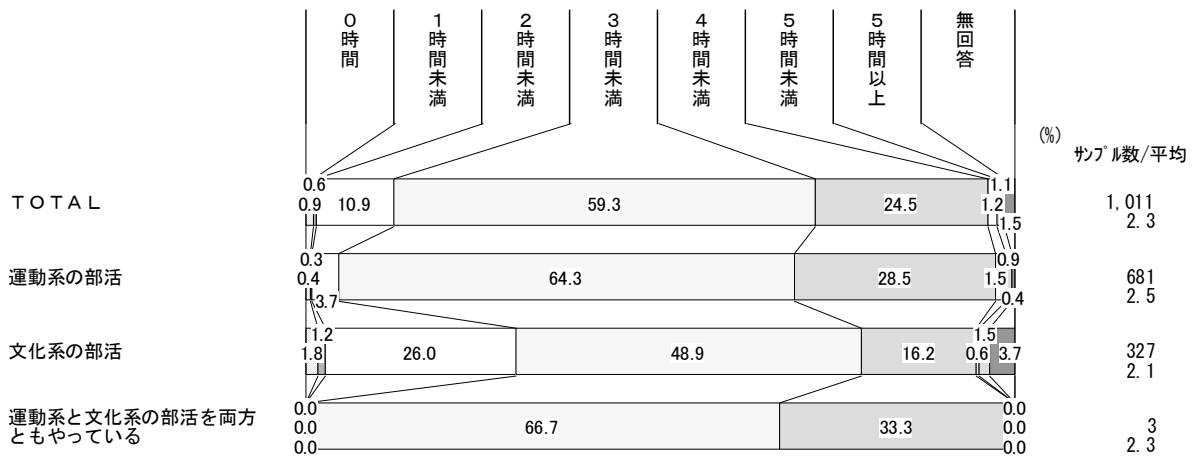 0時間
1時間未満
2時間未満
3時間未満
4時間未満
5時間未満
5時間以上
無回答
(%)
ｻﾝﾌﾟﾙ数/平均
TOTAL
0.9
0.6
10.9
59.3
24.5
1.2
1.1
1.5
1,011
2.3
運動系の部活
0.4
0.3
3.7
64.3
28.5
1.5
0.9
0.4
681
2.5
文化系の部活
1.8
1.2
26.0
48.9
16.2
0.6
1.5
3.7
327
2.1
運動系と文化系の部活を両方
ともやっている
0.0
0.0
0.0
66.7
33.3
0.0
0.0
0.0
3
2.3